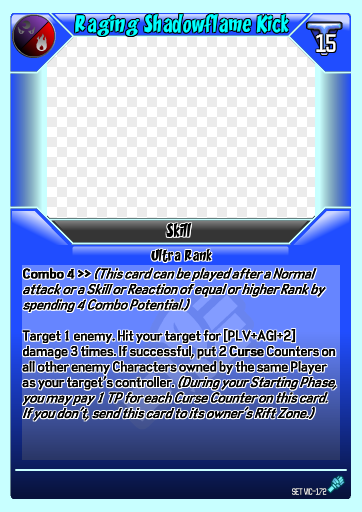 Raging Shadowflame Kick
15
Skill
Ultra Rank
Combo 4 >> (This card can be played after a Normal
attack or a Skill or Reaction of equal or higher Rank by
spending 4 Combo Potential.)
Target 1 enemy. Hit your target for [PLV+AGI+2]
damage 3 times. If successful, put 2 Curse Counters on
all other enemy Characters owned by the same Player
as your target's controller. (During your Starting Phase,
you may pay 1 TP for each Curse Counter on this card.
If you don't, send this card to its owner's Rift Zone.)
SET VIC-172